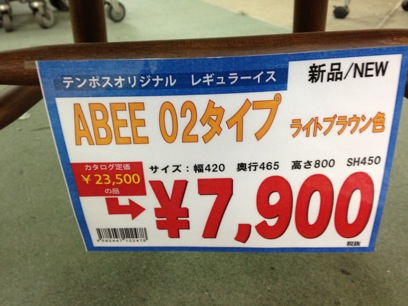 テンポスオリジナル レギュラーイス
新品/NEW
ABEE 02タイプ ライトブラウン色
カタログ定価
￥23,500
の品
サイズ：幅420 奥行465 高さ800 SH450
￥7,900
税抜